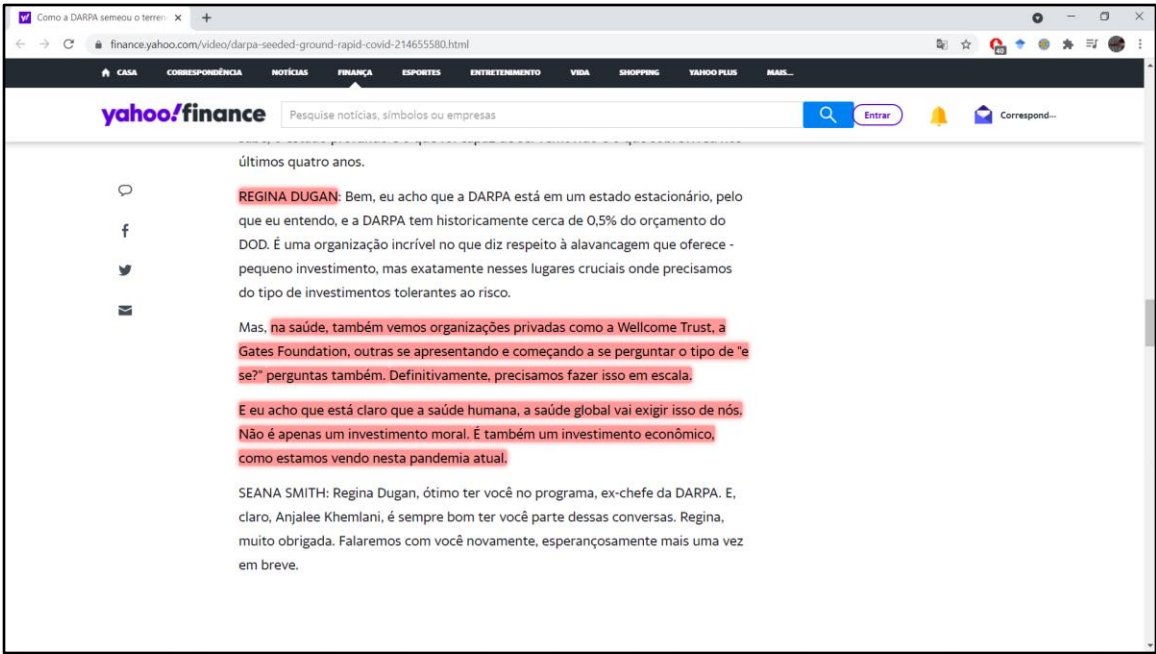 Como a DARPA semeou o terren
finance.yahoo.com/video/darpa-seeded-ground-rapid-covid-214655580.html
40
CASA CORRESPONDÊNCIA NOTÍCIAS FINANÇA ESPORTES ENTRETENIMENTO VIDA SHOPPING YAHOO PLUS MAIS...
yahoo!finance Pesquise notícias, símbolos ou empresas Entrar Correspond...
últimos quatro anos.
REGINA DUGAN: Bem, eu acho que a DARPA está em um estado estacionário, pelo
que eu entendo, e a DARPA tem historicamente cerca de 0,5% do orçamento do
DOD. É uma organização incrível no que diz respeito à alavancagem que oferece -
pequeno investimento, mas exatamente nesses lugares cruciais onde precisamos
do tipo de investimentos tolerantes ao risco.
Mas, na saúde, também vemos organizações privadas como a Wellcome Trust, a
Gates Foundation, outras se apresentando e começando a se perguntar o tipo de "e
se?" perguntas também. Definitivamente, precisamos fazer isso em escala.
E eu acho que está claro que a saúde humana, a saúde global vai exigir isso de nós.
Não é apenas um investimento moral. É também um investimento econômico,
como estamos vendo nesta pandemia atual.
SEANA SMITH: Regina Dugan, ótimo ter você no programa, ex-chefe da DARPA. E,
claro, Anjalee Khemlani, é sempre bom ter você parte dessas conversas. Regina,
muito obrigada. Falaremos com você novamente, esperançosamente mais uma vez
em breve.